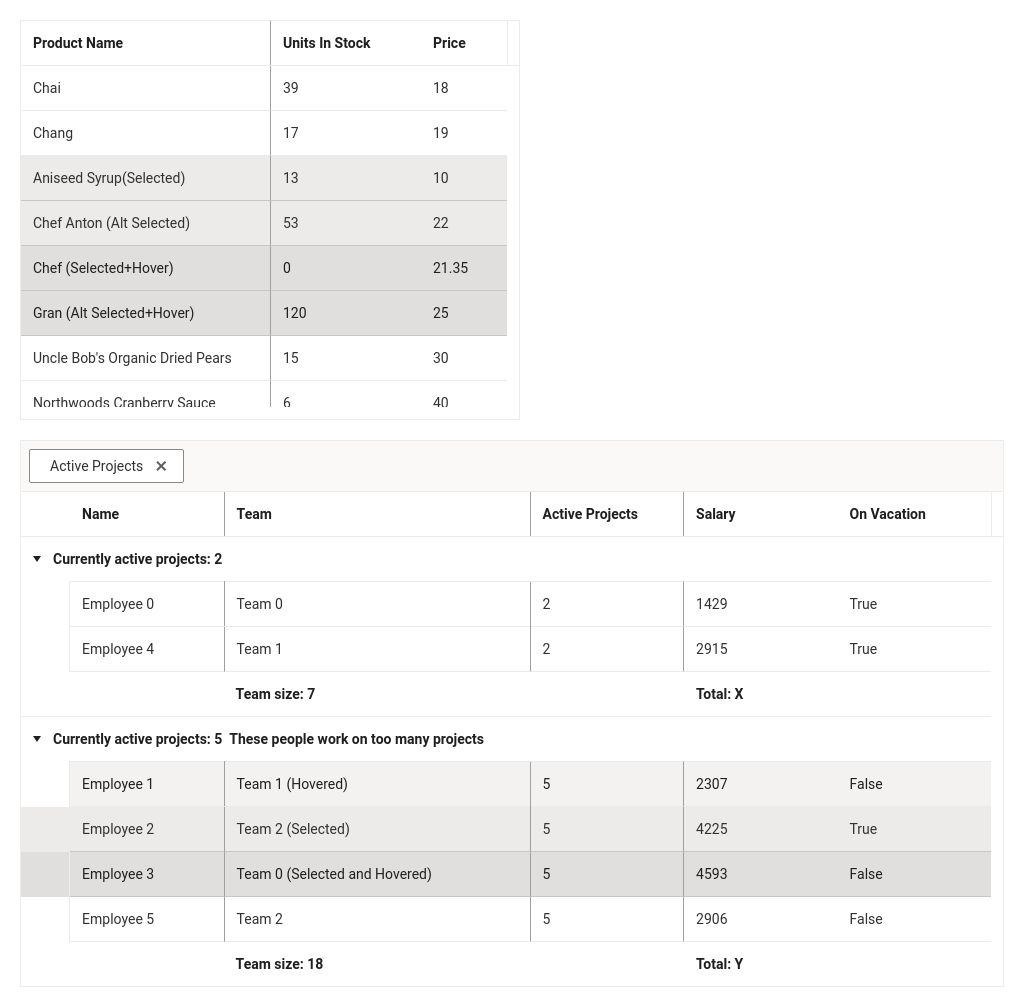 Product Name Units In Stock Price
Chai 39 18
Chang 17 19
Aniseed Syrup(Selected) 13 10
Chef Anton (Alt Selected) 53 22
Chef (Selected+Hover) 0 21.35
Gran (Alt Selected+Hover) 120 25
Uncle Bob's Organic Dried Pears 15 30
Northwoods Cranberry Sauce 6 40
Active Projects
Name Team Active Projects Salary On Vacation
Currently active projects: 2
Employee 0 Team 0 2 1429 True
Employee 4 Team 1 2 2915 True
Team size: 7 Total: X
Currently active projects: 5 These people work on too many projects
Employee 1 Team 1 (Hovered) 5 2307 False
Employee 2 Team 2 (Selected) 5 4225 True
Employee 3 Team 0 (Selected and Hovered) 5 4593 False
Employee 5 Team 2 5 2906 False
Team size: 18 Total: Y